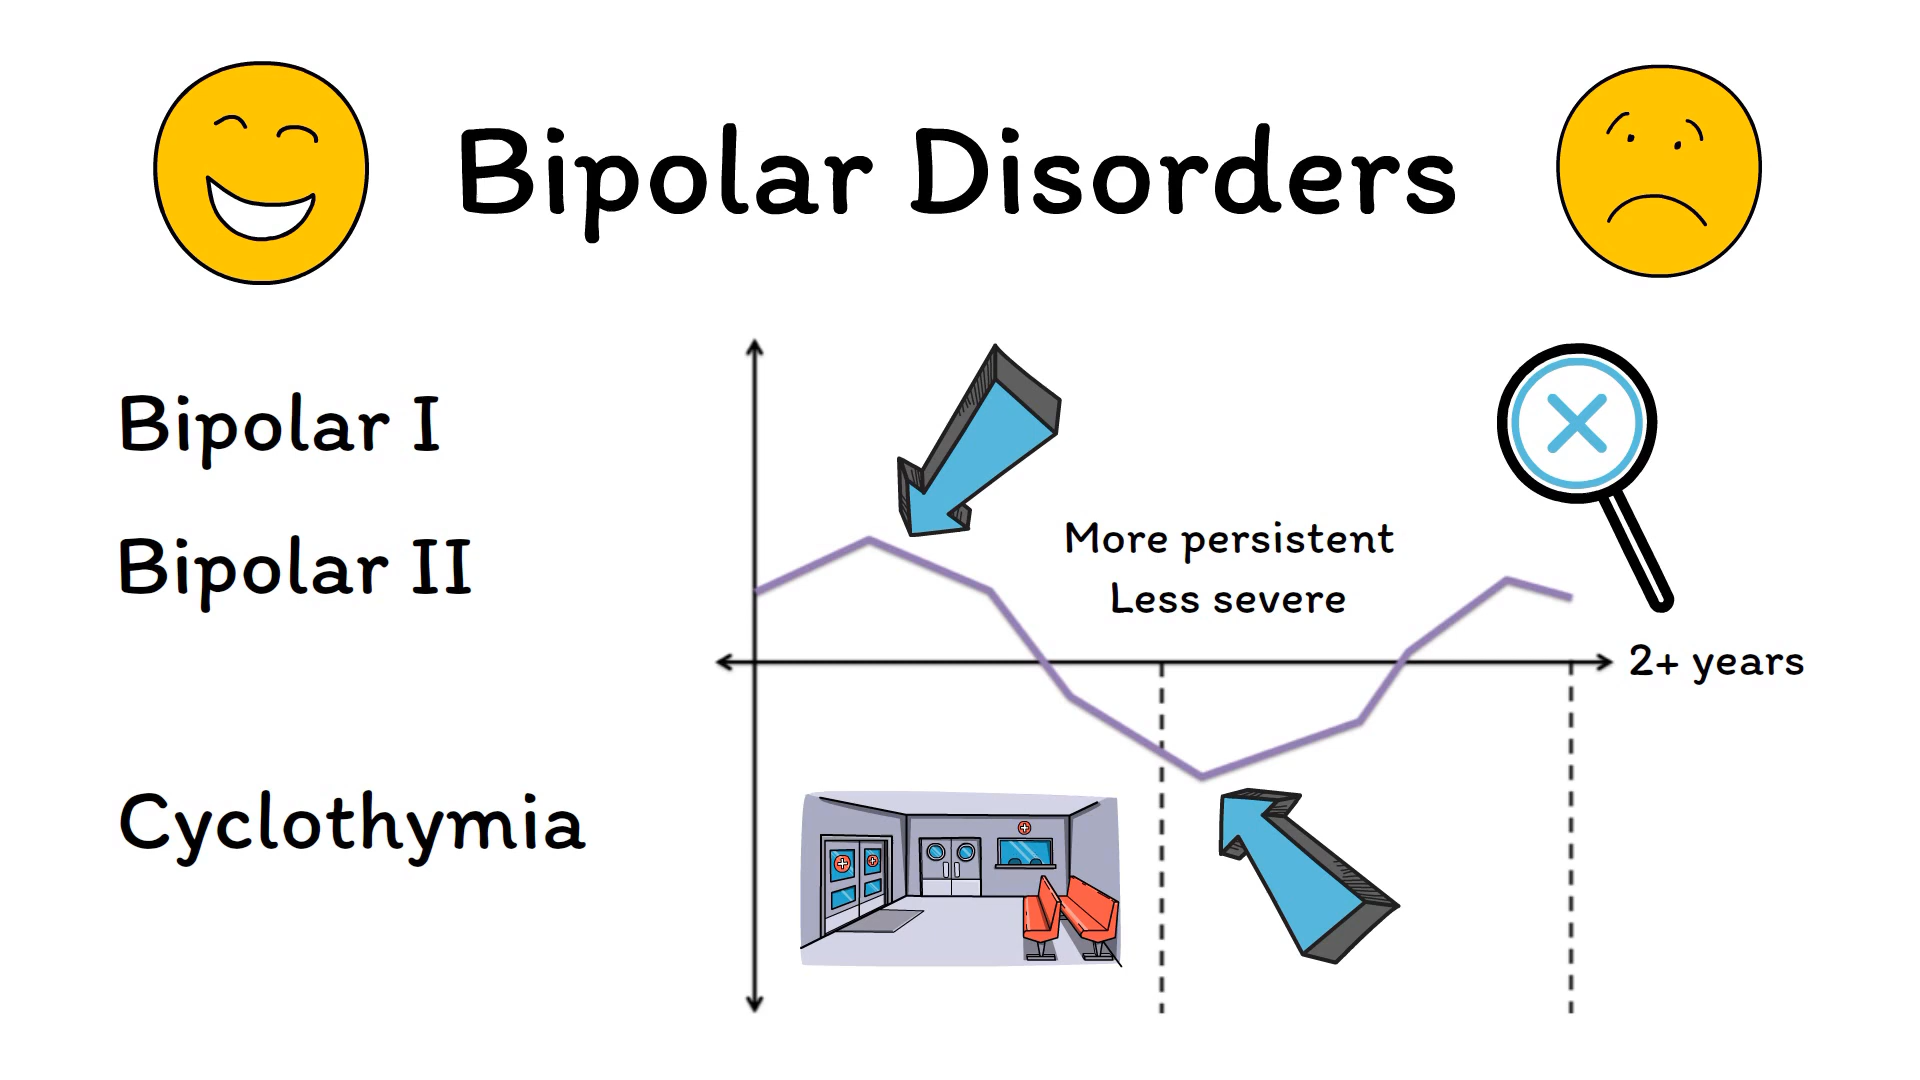 Bipolar Disorders
Bipolar I
Bipolar II
Cyclothymia
More persistent
Less severe
2+ years